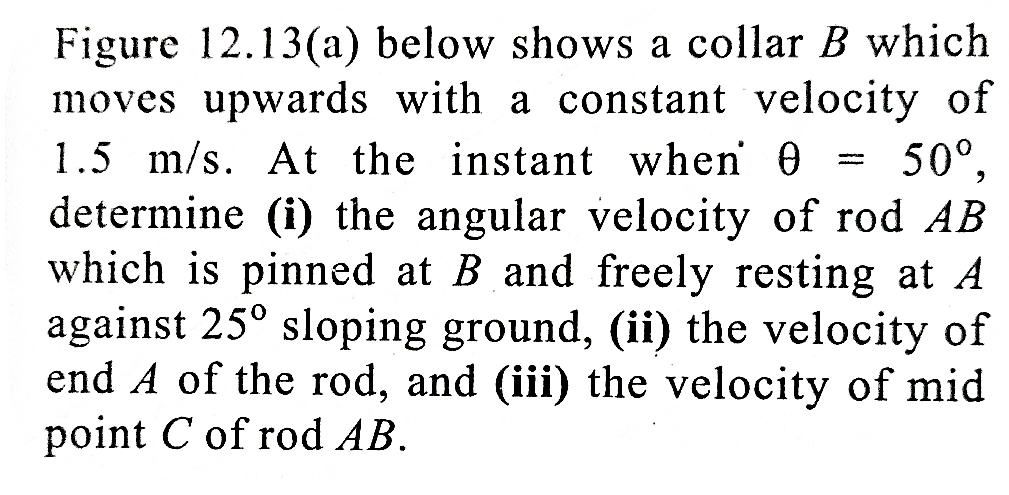 Figure 12.13(a) below shows a collar B which
moves upwards with a constant velocity of
1.5 m/s. At the instant when θ = 50°,
determine (i) the angular velocity of rod AB
which is pinned at B and freely resting at A
against 25° sloping ground, (ii) the velocity of
end A of the rod, and (iii) the velocity of mid
point C of rod AB.